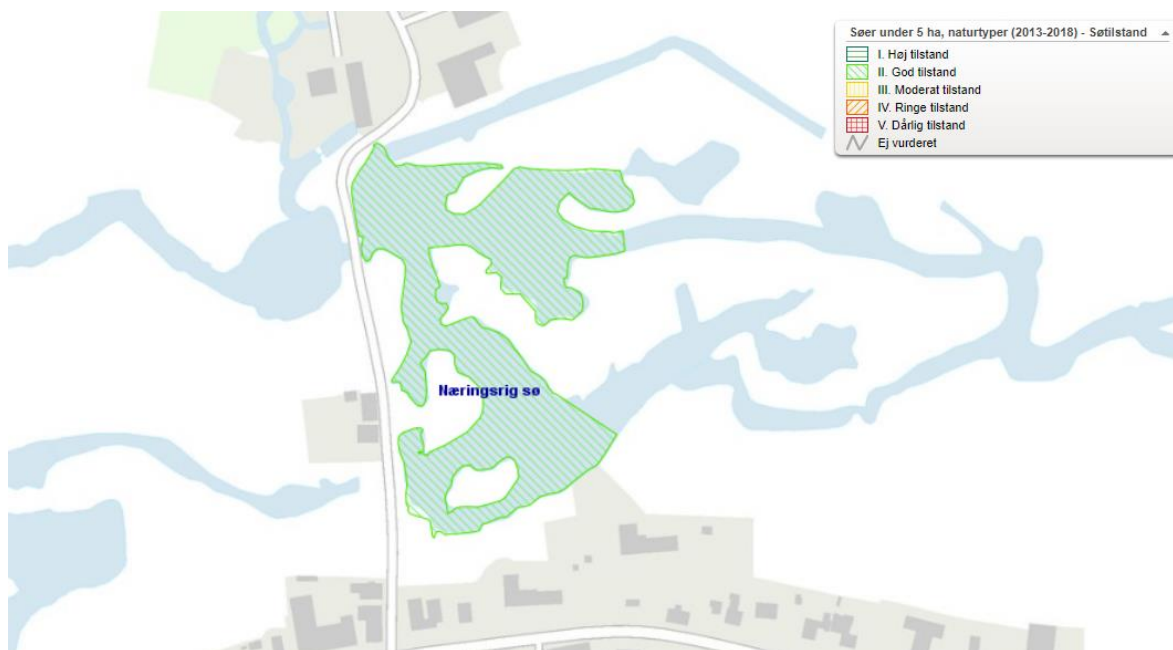 Søer under 5 ha, naturtyper (2013-2018) - Søtilstand
I. Høj tilstand
II. God tilstand
III. Moderat tilstand
IV. Ringe tilstand
V. Dårlig tilstand
Ej vurderet
Næringsrig sø